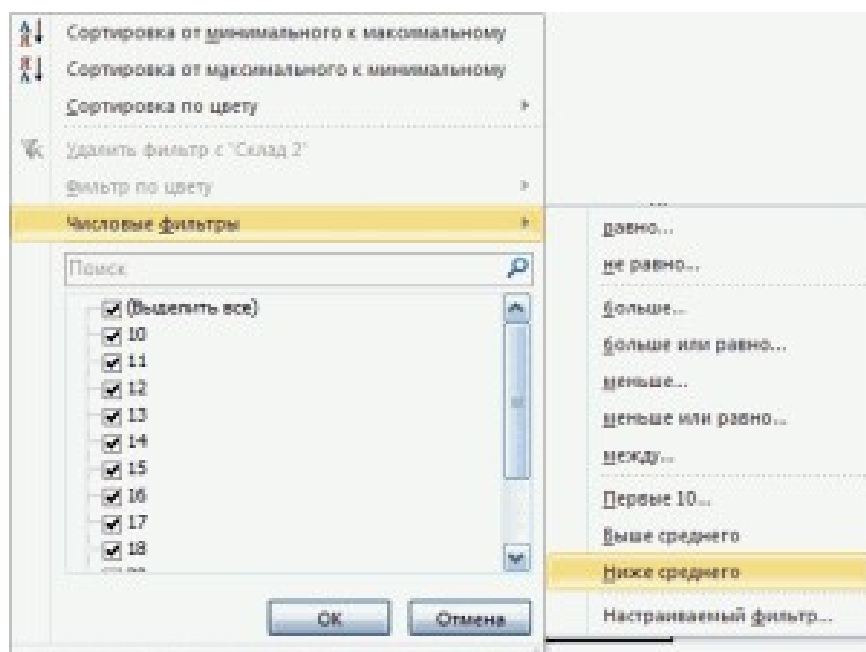 Сортировка от минимального к максимальному
Сортировка от максимального к минимальному
Сортировка по цвету
Удалить фильтр с "Склад 2"
Фильтр по цвету
Числовые фильтры
Поиск
(Выделить все)
10
11
12
13
14
15
16
17
18
ОК
Отмена
равно...
не равно...
больше...
больше или равно...
меньше...
меньше или равно...
между...
Первые 10...
Выше среднего
Ниже среднего
Настраиваемый фильтр...